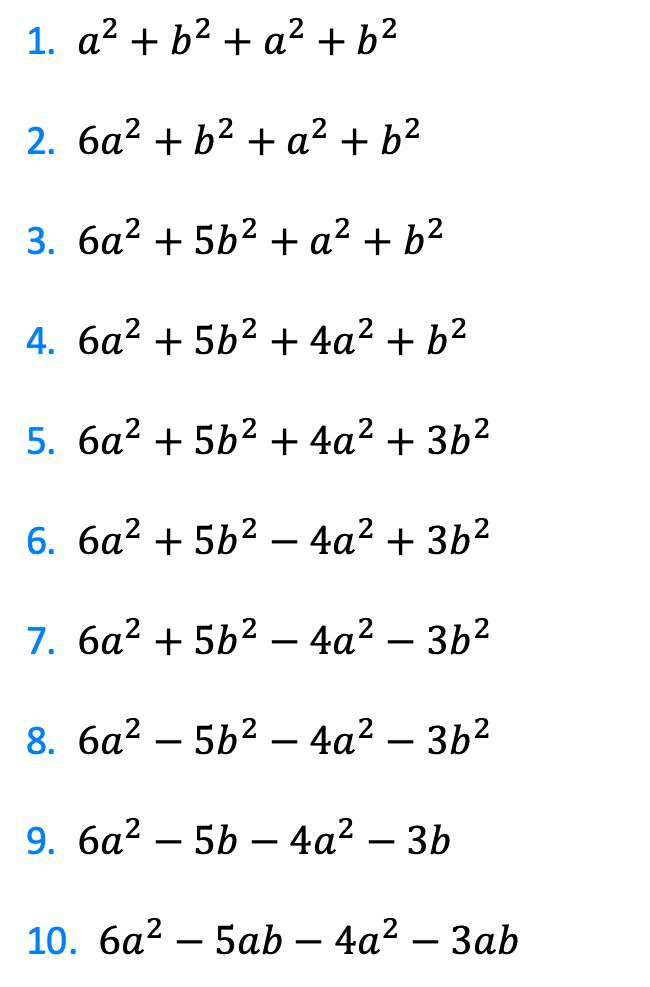 1. a² + b² + a² + b²
2. 6a² + b² + a² + b²
3. 6a² + 5b² + a² + b²
4. 6a² + 5b² + 4a² + b²
5. 6a² + 5b² + 4a² + 3b²
6. 6a² + 5b² − 4a² + 3b²
7. 6a² + 5b² − 4a² − 3b²
8. 6a² − 5b² − 4a² − 3b²
9. 6a² − 5b − 4a² − 3b
10. 6a² − 5ab − 4a² − 3ab